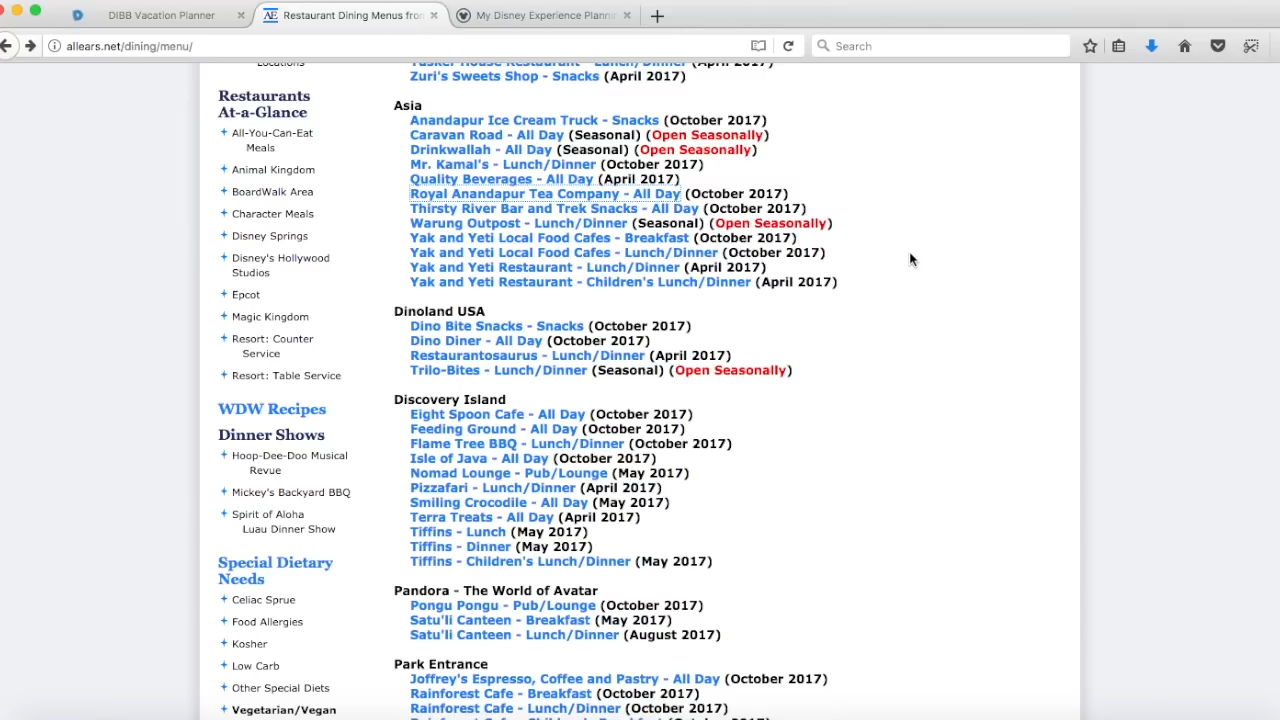 DIBB Vacation Planner
Restaurant Dining Menus from
My Disney Experience Plannin
allears.net/dining/menu/
Search
Locations
Restaurants
At-a-Glance
All-You-Can-Eat
Meals
Animal Kingdom
BoardWalk Area
Character Meals
Disney Springs
Disney's Hollywood
Studios
Epcot
Magic Kingdom
Resort: Counter
Service
Resort: Table Service
WDW Recipes
Dinner Shows
Hoop-Dee-Doo Musical
Revue
Mickey's Backyard BBQ
Spirit of Aloha
Luau Dinner Show
Special Dietary
Needs
Celiac Sprue
Food Allergies
Kosher
Low Carb
Other Special Diets
Vegetarian/Vegan
Tusker House Restaurant - Lunch/Dinner (April 2017)
Zuri's Sweets Shop - Snacks (April 2017)
Asia
Anandapur Ice Cream Truck - Snacks (October 2017)
Caravan Road - All Day (Seasonal) (Open Seasonally)
Drinkwallah - All Day (Seasonal) (Open Seasonally)
Mr. Kamal's - Lunch/Dinner (October 2017)
Quality Beverages - All Day (April 2017)
Royal Anandapur Tea Company - All Day (October 2017)
Thirsty River Bar and Trek Snacks - All Day (October 2017)
Warung Outpost - Lunch/Dinner (Seasonal) (Open Seasonally)
Yak and Yeti Local Food Cafes - Breakfast (October 2017)
Yak and Yeti Local Food Cafes - Lunch/Dinner (October 2017)
Yak and Yeti Restaurant - Lunch/Dinner (April 2017)
Yak and Yeti Restaurant - Children's Lunch/Dinner (April 2017)
Dinoland USA
Dino Bite Snacks - Snacks (October 2017)
Dino Diner - All Day (October 2017)
Restaurantosaurus - Lunch/Dinner (April 2017)
Trilo-Bites - Lunch/Dinner (Seasonal) (Open Seasonally)
Discovery Island
Eight Spoon Cafe - All Day (October 2017)
Feeding Ground - All Day (October 2017)
Flame Tree BBQ - Lunch/Dinner (October 2017)
Isle of Java - All Day (October 2017)
Nomad Lounge - Pub/Lounge (May 2017)
Pizzafari - Lunch/Dinner (April 2017)
Smiling Crocodile - All Day (May 2017)
Terra Treats - All Day (April 2017)
Tiffins - Lunch (May 2017)
Tiffins - Dinner (May 2017)
Tiffins - Children's Lunch/Dinner (May 2017)
Pandora - The World of Avatar
Pongu Pongu - Pub/Lounge (October 2017)
Satu'li Canteen - Breakfast (May 2017)
Satu'li Canteen - Lunch/Dinner (August 2017)
Park Entrance
Joffrey's Espresso, Coffee and Pastry - All Day (October 2017)
Rainforest Cafe - Breakfast (October 2017)
Rainforest Cafe - Lunch/Dinner (October 2017)